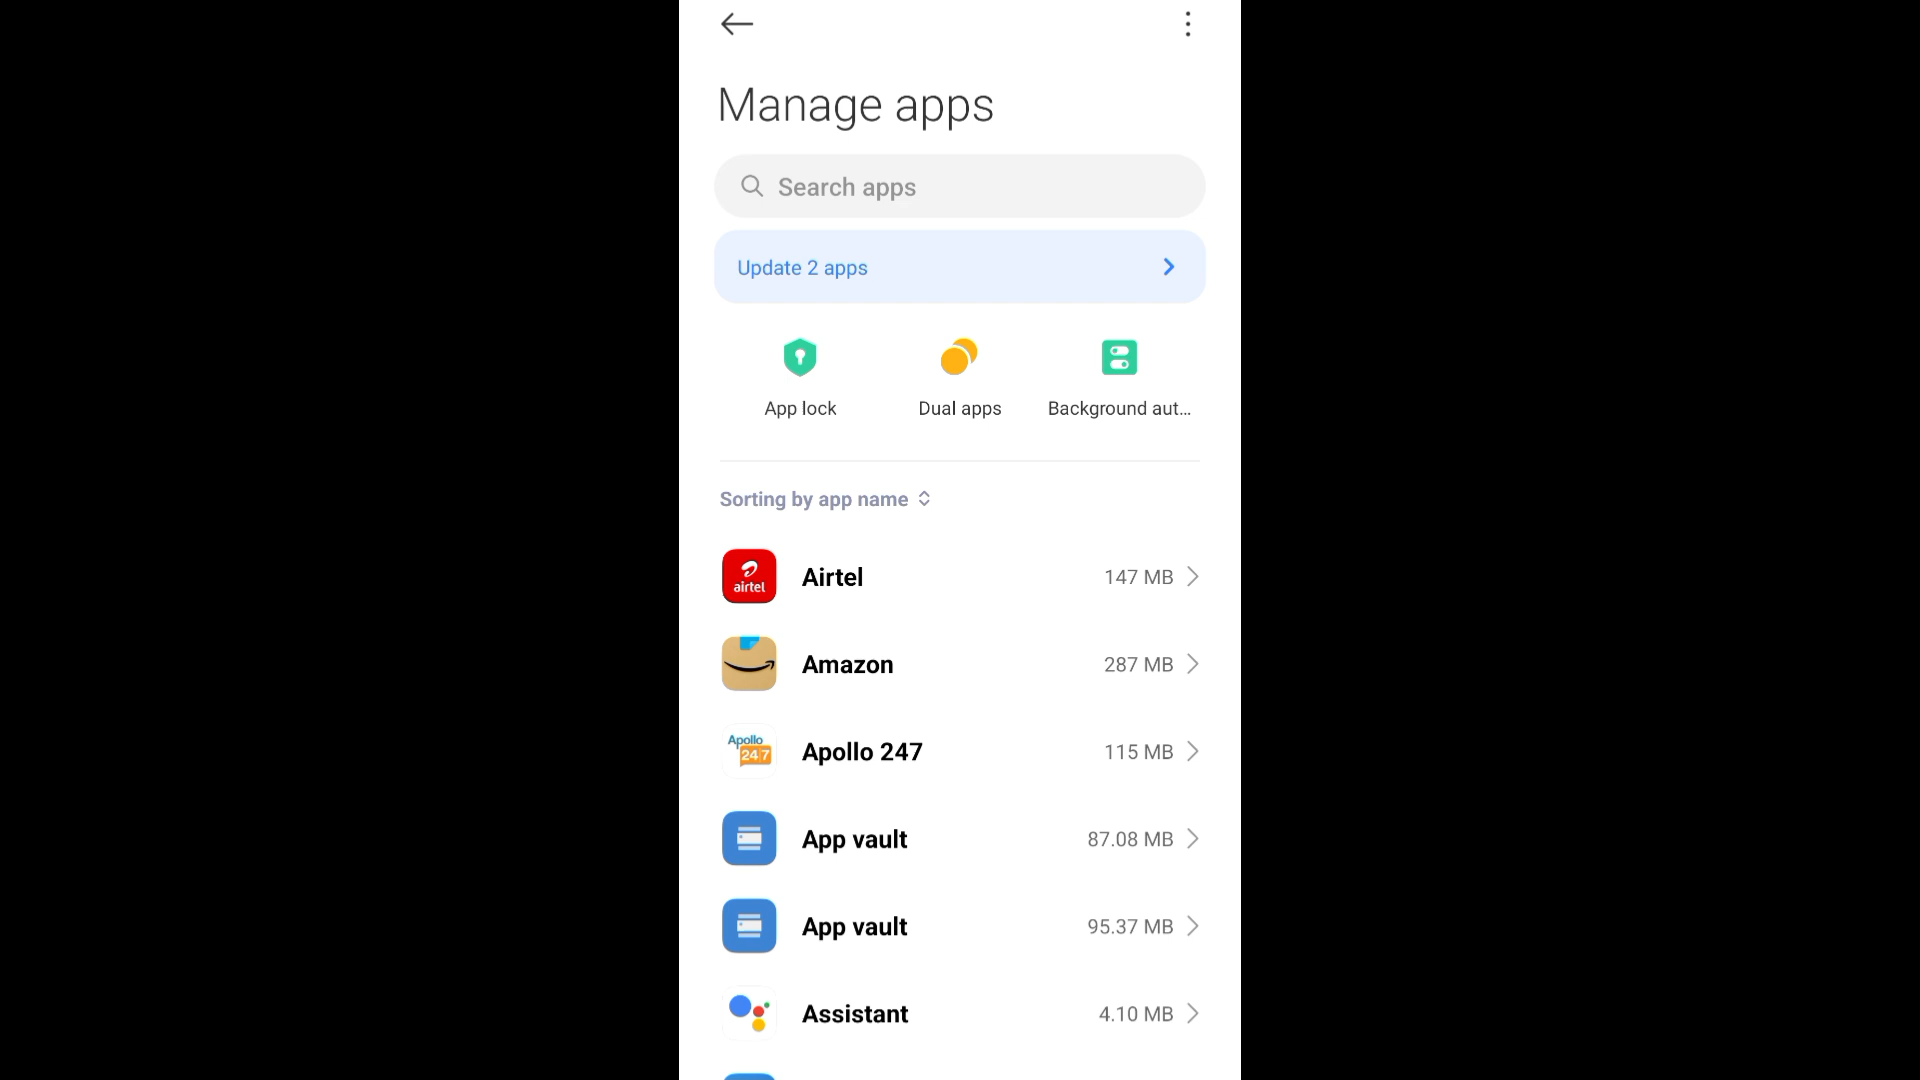 Manage apps
Search apps
Update 2 apps
App lock
Dual apps
Background aut...
Sorting by app name
airtel
Airtel
147 MB
Amazon
287 MB
Apollo
24|7
Apollo 247
115 MB
App vault
87.08 MB
App vault
95.37 MB
Assistant
4.10 MB